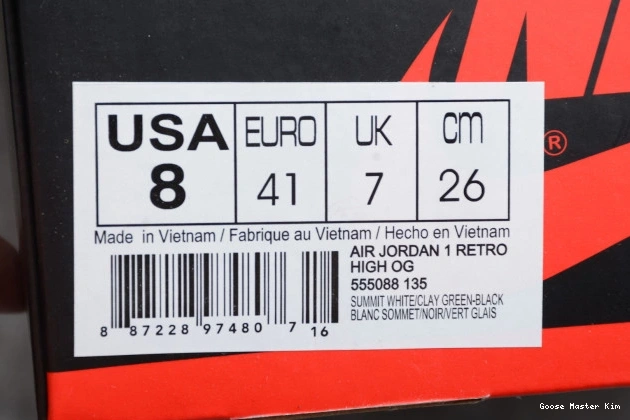 USA EURO UK cm
8 41 7 26
®
Made in Vietnam / Fabrique au Vietnam / Hecho en Vietnam
AIR JORDAN 1 RETRO
HIGH OG
555088 135
SUMMIT WHITE/CLAY GREEN-BLACK
BLANC SOMMET/NOIR/VERT GLAIS
8 87228 97480 7 16
Goose Master Kim